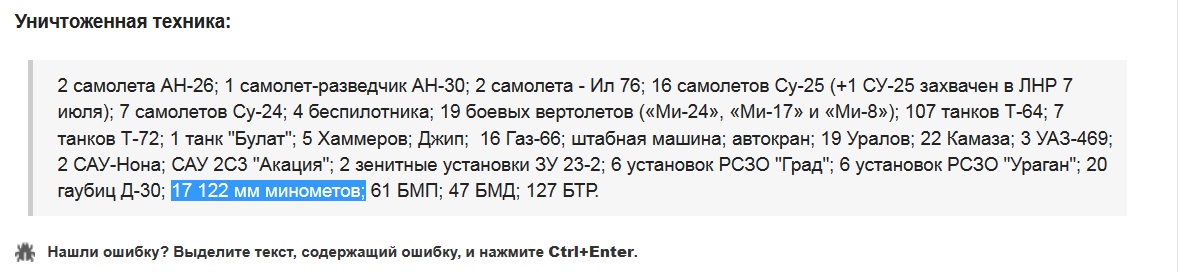 Уничтоженная техника:
2 самолета АН-26; 1 самолет-разведчик АН-30; 2 самолета - Ил 76; 16 самолетов Су-25 (+1 СУ-25 захвачен в ЛНР 7
июля); 7 самолетов Су-24; 4 беспилотника; 19 боевых вертолетов («Ми-24», «Ми-17» и «Ми-8»); 107 танков Т-64; 7
танков Т-72; 1 танк "Булат"; 5 Хаммеров; Джип; 16 Газ-66; штабная машина; автокран; 19 Уралов; 22 Камаза; 3 УАЗ-469;
2 САУ-Нона; САУ 2С3 "Акация"; 2 зенитные установки ЗУ 23-2; 6 установок РСЗО "Град"; 6 установок РСЗО "Ураган"; 20
гаубиц Д-30; 17 122 мм минометов; 61 БМП; 47 БМД; 127 БТР.
Нашли ошибку? Выделите текст, содержащий ошибку, и нажмите Ctrl+Enter.